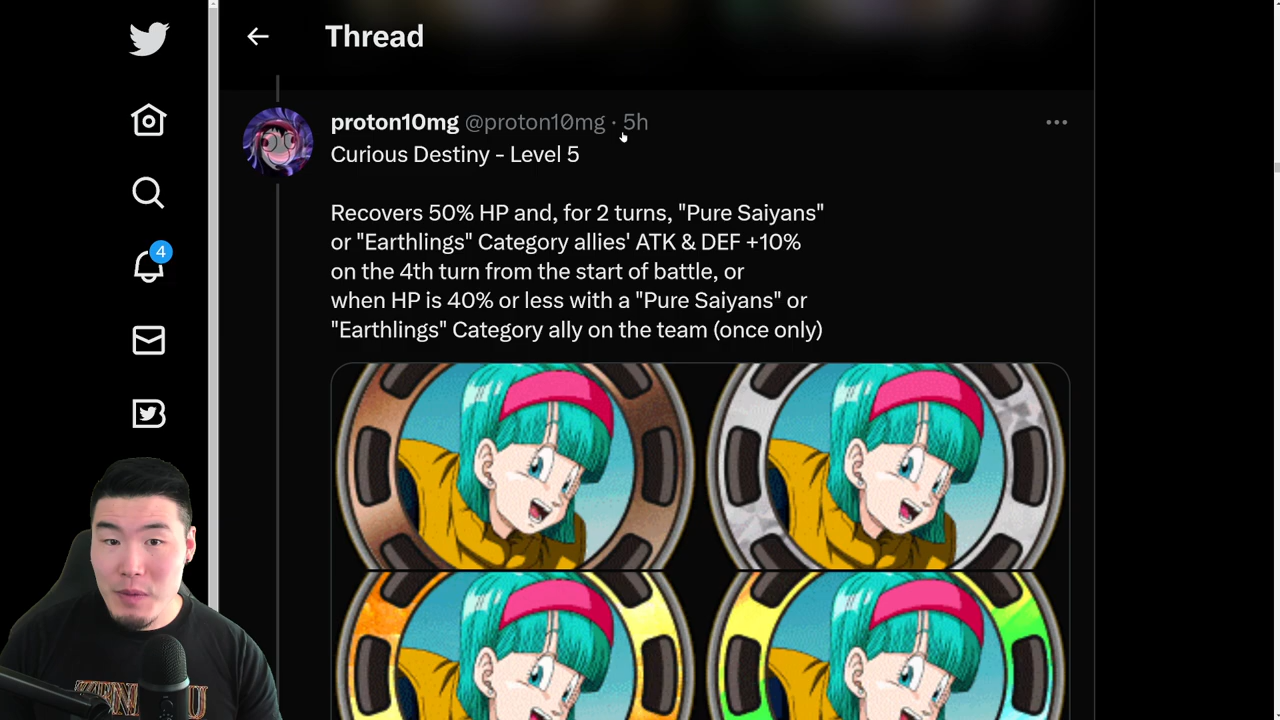 Thread
proton10mg @proton10mg · 5h
Curious Destiny - Level 5
Recovers 50% HP and, for 2 turns, "Pure Saiyans"
or "Earthlings" Category allies' ATK & DEF +10%
on the 4th turn from the start of battle, or
when HP is 40% or less with a "Pure Saiyans" or
"Earthlings" Category ally on the team (once only)
4